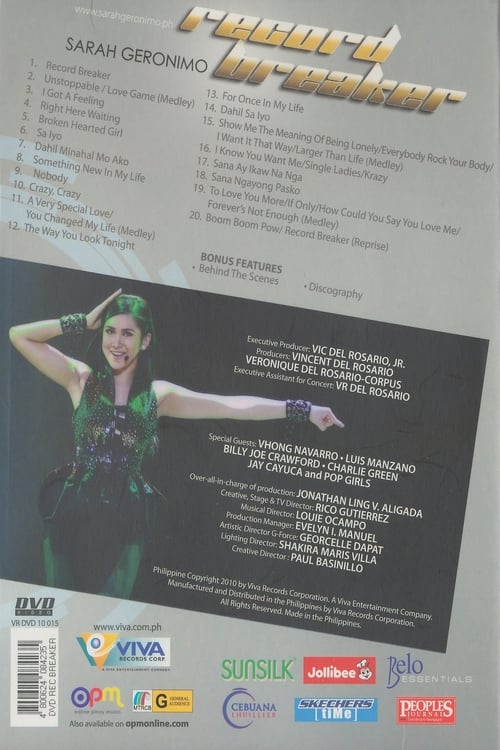 www.sarahgeronimo.ph
record
breaker
SARAH GERONIMO
1. Record Breaker
2. Unstoppable / Love Game (Medley)
3. I Got A Feeling
4. Right Here Waiting
5. Broken Hearted Girl
6. Sa Iyo
7. Dahil Minahal Mo Ako
8. Something New In My Life
9. Nobody
10. Crazy, Crazy
11. A Very Special Love/
You Changed My Life (Medley)
12. The Way You Look Tonight
13. For Once In My Life
14. Dahil Sa Iyo
15. Show Me The Meaning Of Being Lonely/Everybody Rock Your Body/
I Want It That Way/Larger Than Life (Medley)
16. I Know You Want Me/Single Ladies/Krazy
17. Sana Ay Ikaw Na Nga
18. Sana Ngayong Pasko
19. To Love You More/If Only/How Could You Say You Love Me/
Forever's Not Enough (Medley)
20. Boom Boom Pow/ Record Breaker (Reprise)
BONUS FEATURES
• Behind The Scenes
• Discography
Executive Producer: VIC DEL ROSARIO, JR.
Producers: VINCENT DEL ROSARIO
VERONIQUE DEL ROSARIO-CORPUS
Executive Assistant for Concert: VR DEL ROSARIO
Special Guests: VHONG NAVARRO • LUIS MANZANO
BILLY JOE CRAWFORD • CHARLIE GREEN
JAY CAYUCA and POP GIRLS
Over-all-in-charge of production: JONATHAN LING V. ALIGADA
Creative, Stage & TV Director: RICO GUTIERREZ
Musical Director: LOUIE OCAMPO
Production Manager: EVELYN I. MANUEL
Artistic Director G-Force: GEORCELLE DAPAT
Lighting Director: SHAKIRA MARIS VILLA
Creative Director: PAUL BASINILLO
Philippine Copyright 2010 by Viva Records Corporation. A Viva Entertainment Company.
Manufactured and Distributed in the Philippines by Viva Records Corporation.
All Rights Reserved. Made in the Philippines.
DVD
VIDEO
VR DVD 10 015
4 800624 084235
DVD REC BREAKER
www.viva.com.ph
VIVA
RECORDS CORP.
A VIVA ENTERTAINMENT COMPANY
opm
online pinoy music
MTRCB
G GENERAL
AUDIENCE
Also available on opmonline.com
SUNSILK
Jollibee
Belo
ESSENTIALS
CEBUANA
LHUILLIER
SKECHERS
[tiMe]
PEOPLE'S
JOURNAL